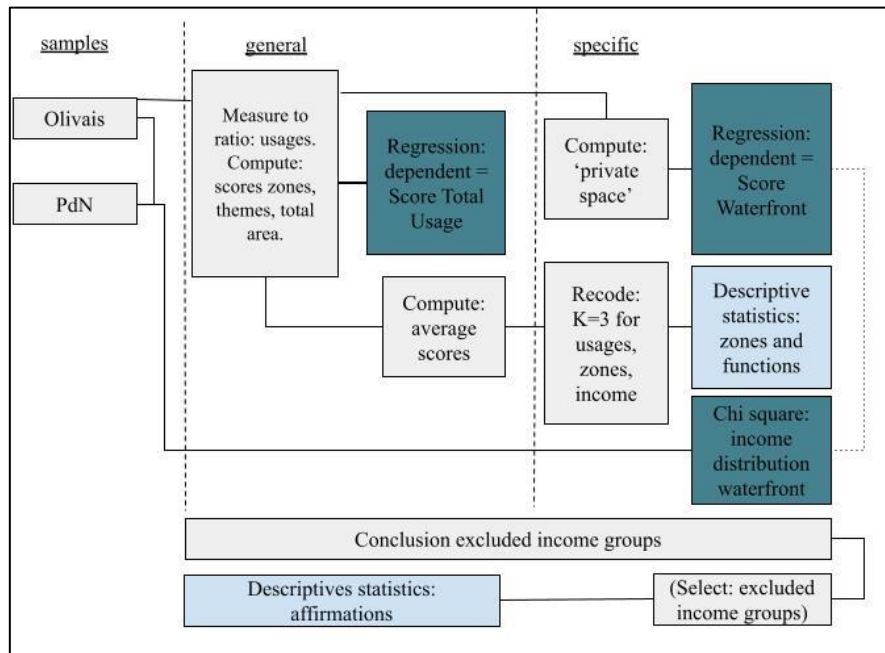 samples
general
specific
Olivais
PdN
Measure to
ratio: usages.
Compute:
scores zones,
themes, total
area.
Regression:
dependent =
Score Total
Usage
Compute:
‘private
space’
Regression:
dependent =
Score
Waterfront
Compute:
average
scores
Recode:
K=3 for
usages,
zones,
income
Descriptive
statistics:
zones and
functions
Chi square:
income
distribution
waterfront
Conclusion excluded income groups
Descriptives statistics:
affirmations
(Select: excluded
income groups)